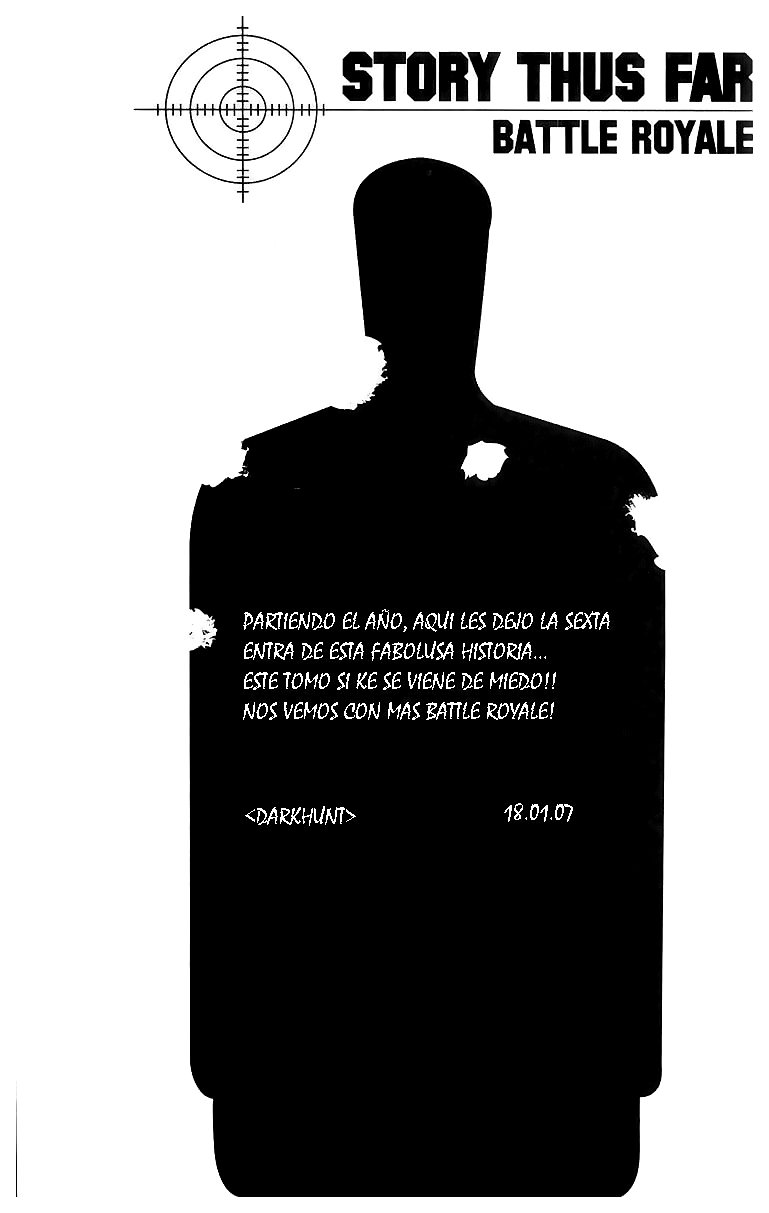 STORY THUS FAR
BATTLE ROYALE
PARTIENDO EL AÑO, AQUI LES DEJO LA SEXTA
ENTRA DE ESTA FABOLUSA HISTORIA...
ESTE TOMO SI KE SE VIENE DE MIEDO!!
NOS VEMOS CON MAS BATTLE ROYALE!
<DARKHUNT> 18.01.07